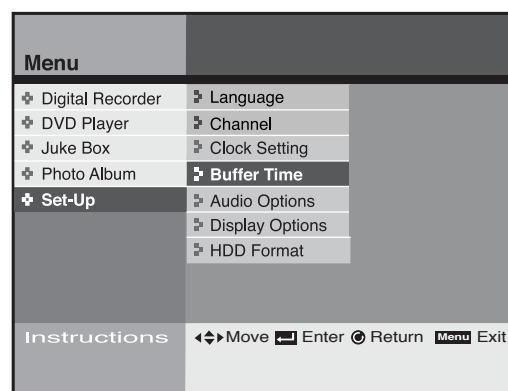 Menu
Digital Recorder
DVD Player
Juke Box
Photo Album
Set-Up
Language
Channel
Clock Setting
Buffer Time
Audio Options
Display Options
HDD Format
Instructions Move Enter Return Menu Exit